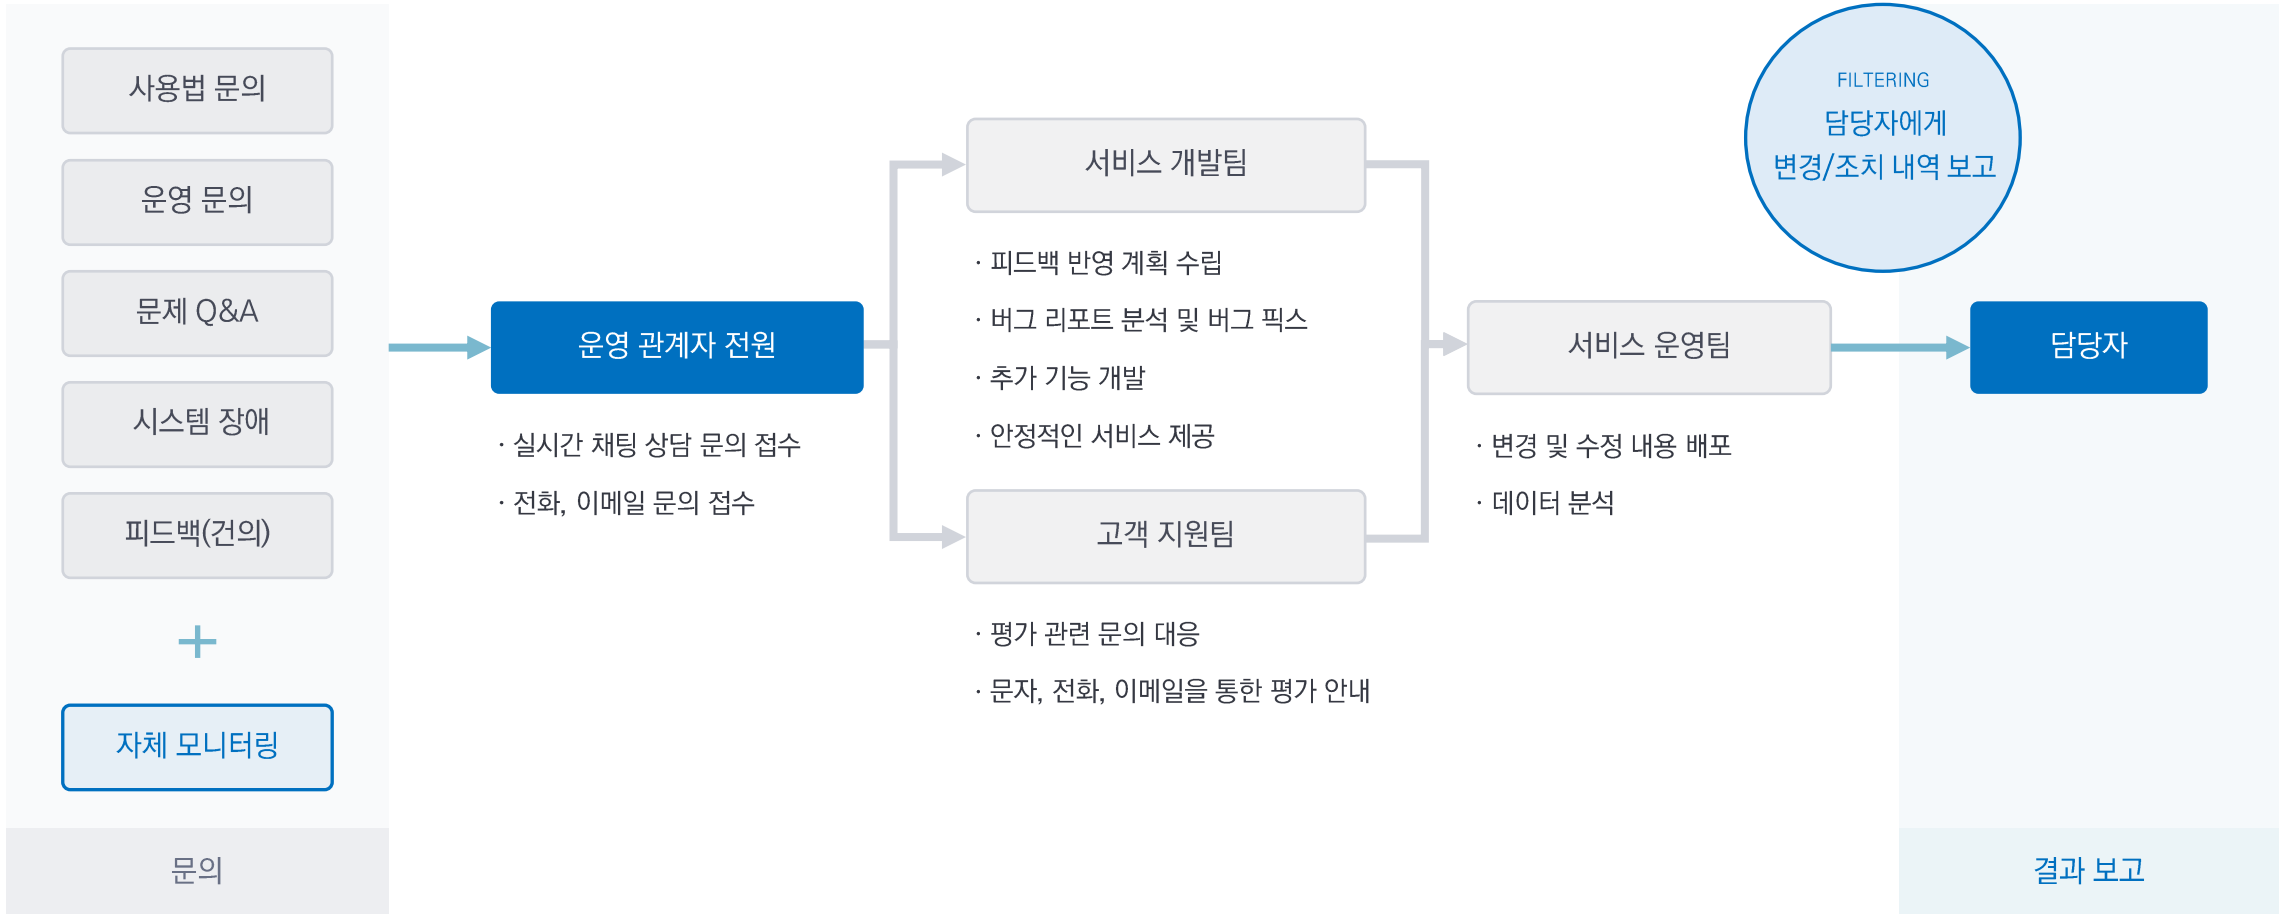 사용법 문의
운영 문의
문제 Q&A
시스템 장애
피드백(건의)
+
자체 모니터링
문의
운영 관계자 전원
· 실시간 채팅 상담 문의 접수
· 전화, 이메일 문의 접수
서비스 개발팀
· 피드백 반영 계획 수립
· 버그 리포트 분석 및 버그 픽스
· 추가 기능 개발
· 안정적인 서비스 제공
고객 지원팀
· 평가 관련 문의 대응
· 문자, 전화, 이메일을 통한 평가 안내
서비스 운영팀
· 변경 및 수정 내용 배포
· 데이터 분석
FILTERING
담당자에게
변경/조치 내역 보고
담당자
결과 보고